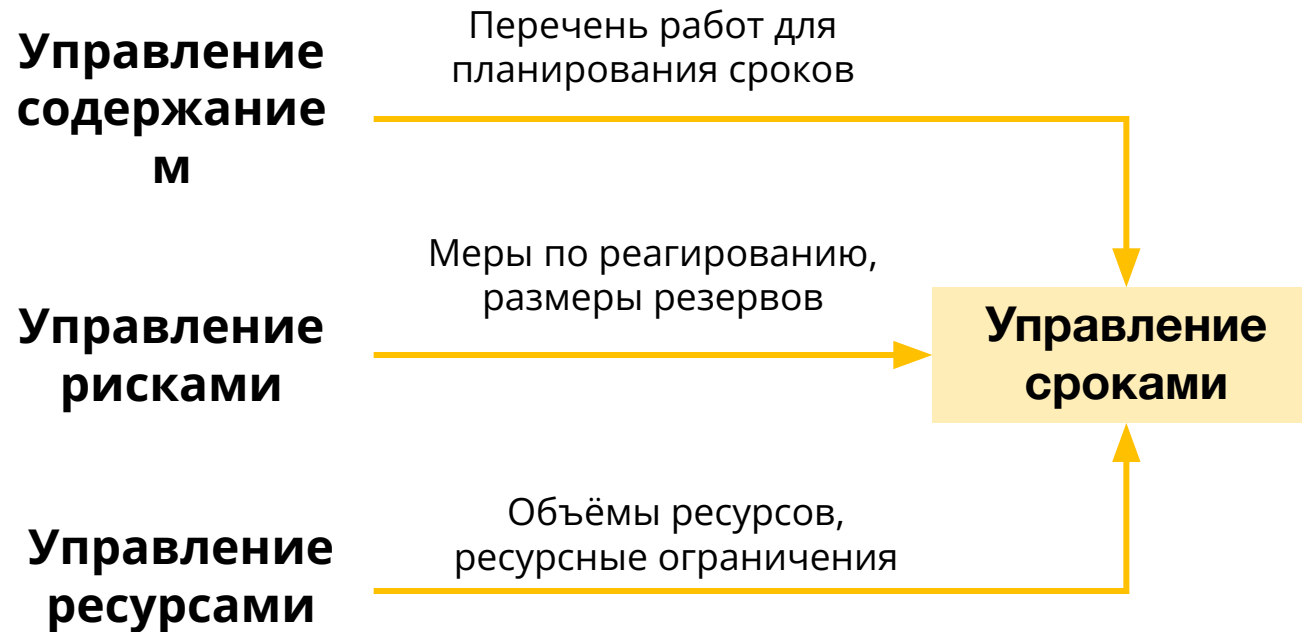 Управление
содержание
м
Перечень работ для
планирования сроков
Управление
рисками
Меры по реагированию,
размеры резервов
Управление
сроками
Управление
ресурсами
Объёмы ресурсов,
ресурсные ограничения